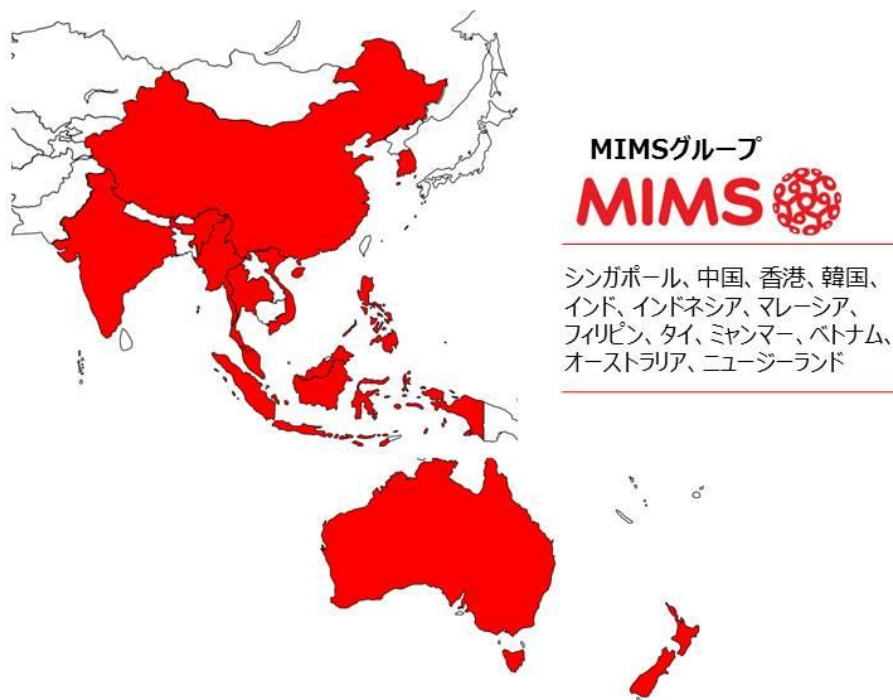 MIMSグループ
MIMS
シンガポール、中国、香港、韓国、
インド、インドネシア、マレーシア、
フィリピン、タイ、ミャンマー、ベトナム、
オーストラリア、ニュージーランド